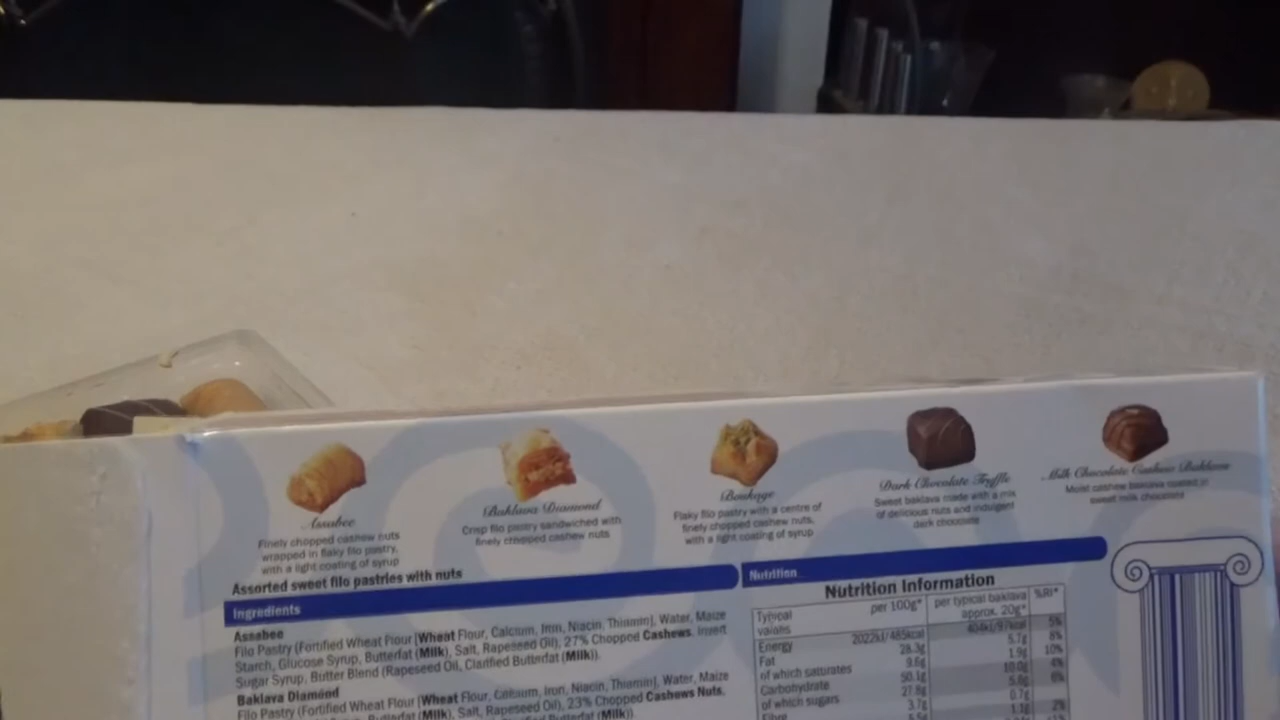 Assabee
Finely chopped cashew nuts
wrapped in flaky filo pastry,
with a light coating of syrup
Baklava Diamond
Crisp filo pastry sandwiched with
finely chopped cashew nuts
Boukage
Flaky filo pastry with a centre of
finely chopped cashew nuts,
with a light coating of syrup
Dark Chocolate Truffle
Sweet baklava made with a mix
of delicious nuts and indulgent
dark chocolate
Milk Chocolate Cashew Baklava
Moist cashew baklava coated in
sweet milk chocolate
Assorted sweet filo pastries with nuts
Ingredients
Assabee
Filo Pastry (Fortified Wheat Flour [Wheat Flour, Calcium, Iron, Niacin, Thiamin], Water, Maize
Starch, Glucose Syrup, Butterfat (Milk), Salt, Rapeseed Oil), 27% Chopped Cashews, Invert
Sugar Syrup, Butter Blend (Rapeseed Oil, Clarified Butterfat (Milk)).
Baklava Diamond
Filo Pastry (Fortified Wheat Flour [Wheat Flour, Calcium, Iron, Niacin, Thiamin], Water, Maize
Butterfat (Milk), Salt, Rapeseed Oil), 23% Chopped Cashews Nuts,
Butterfat (Milk)
Nutrition
Nutrition Information
Typical values per 100g* per typical baklava approx. 20g* %RI*
Energy 2022kJ/485kcal 404kJ/97kcal 5%
Fat 28.3g 5.7g 8%
of which saturates 9.6g 1.9g 10%
Carbohydrate 50.1g 10.0g 4%
of which sugars 27.8g 5.6g 6%
Fibre 3.7g 0.7g
1.1g 2%